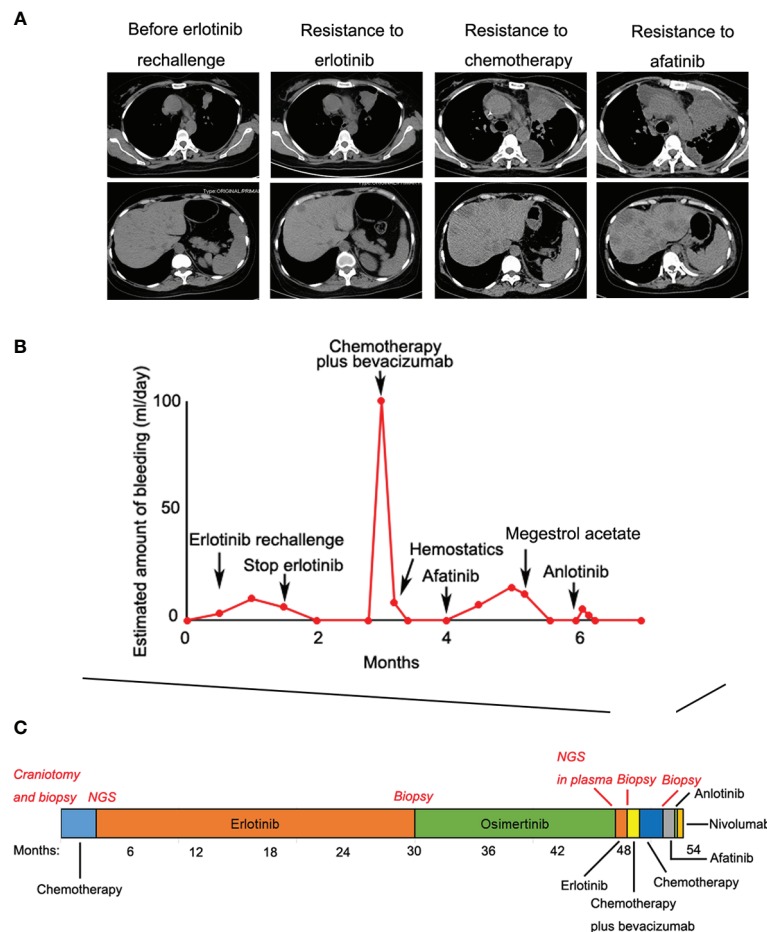 A
Before erlotinib
rechallenge
Resistance to
erlotinib
Resistance to
chemotherapy
Resistance to
afatinib
Type:ORIGINAL/PRIMAR
B
Estimated amount of bleeding (ml/day)
100
50
0
Chemotherapy
plus bevacizumab
Erlotinib rechallenge
Stop erlotinib
Hemostatics
Afatinib
Megestrol acetate
Anlotinib
0 2 4 6
Months
C
Craniotomy
and biopsy
NGS
Biopsy
NGS
in plasma
Biopsy
Biopsy
Anlotinib
Erlotinib
Osimertinib
Nivolumab
Months: 6 12 18 24 30 36 42 48 54
Afatinib
Chemotherapy
Erlotinib
Chemotherapy
Chemotherapy
plus bevacizumab